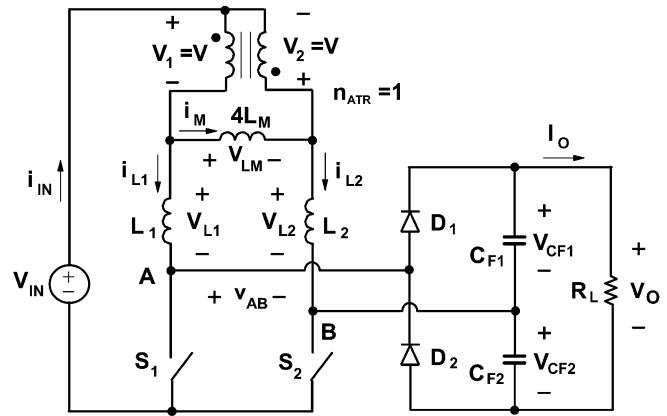 + −
V1 =V V2 =V
− +
nATR =1
iM 4LM
+ VLM −
iIN
iL1 iL2
IO
+ +
L1 VL1 VL2 L2
− −
D1
+
CF1 VCF1
−
A
+ vAB −
VIN
+
−
RL
+
VO
−
B
S1 S2
D2
+
CF2 VCF2
−